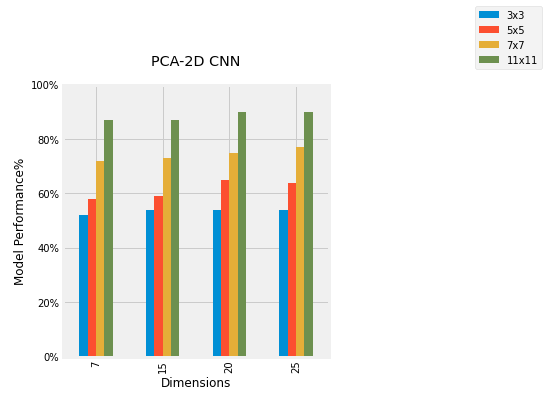 3x3
5x5
7x7
11x11
PCA-2D CNN
100%
80%
60%
40%
20%
0%
Model Performance%
7
15
20
25
Dimensions